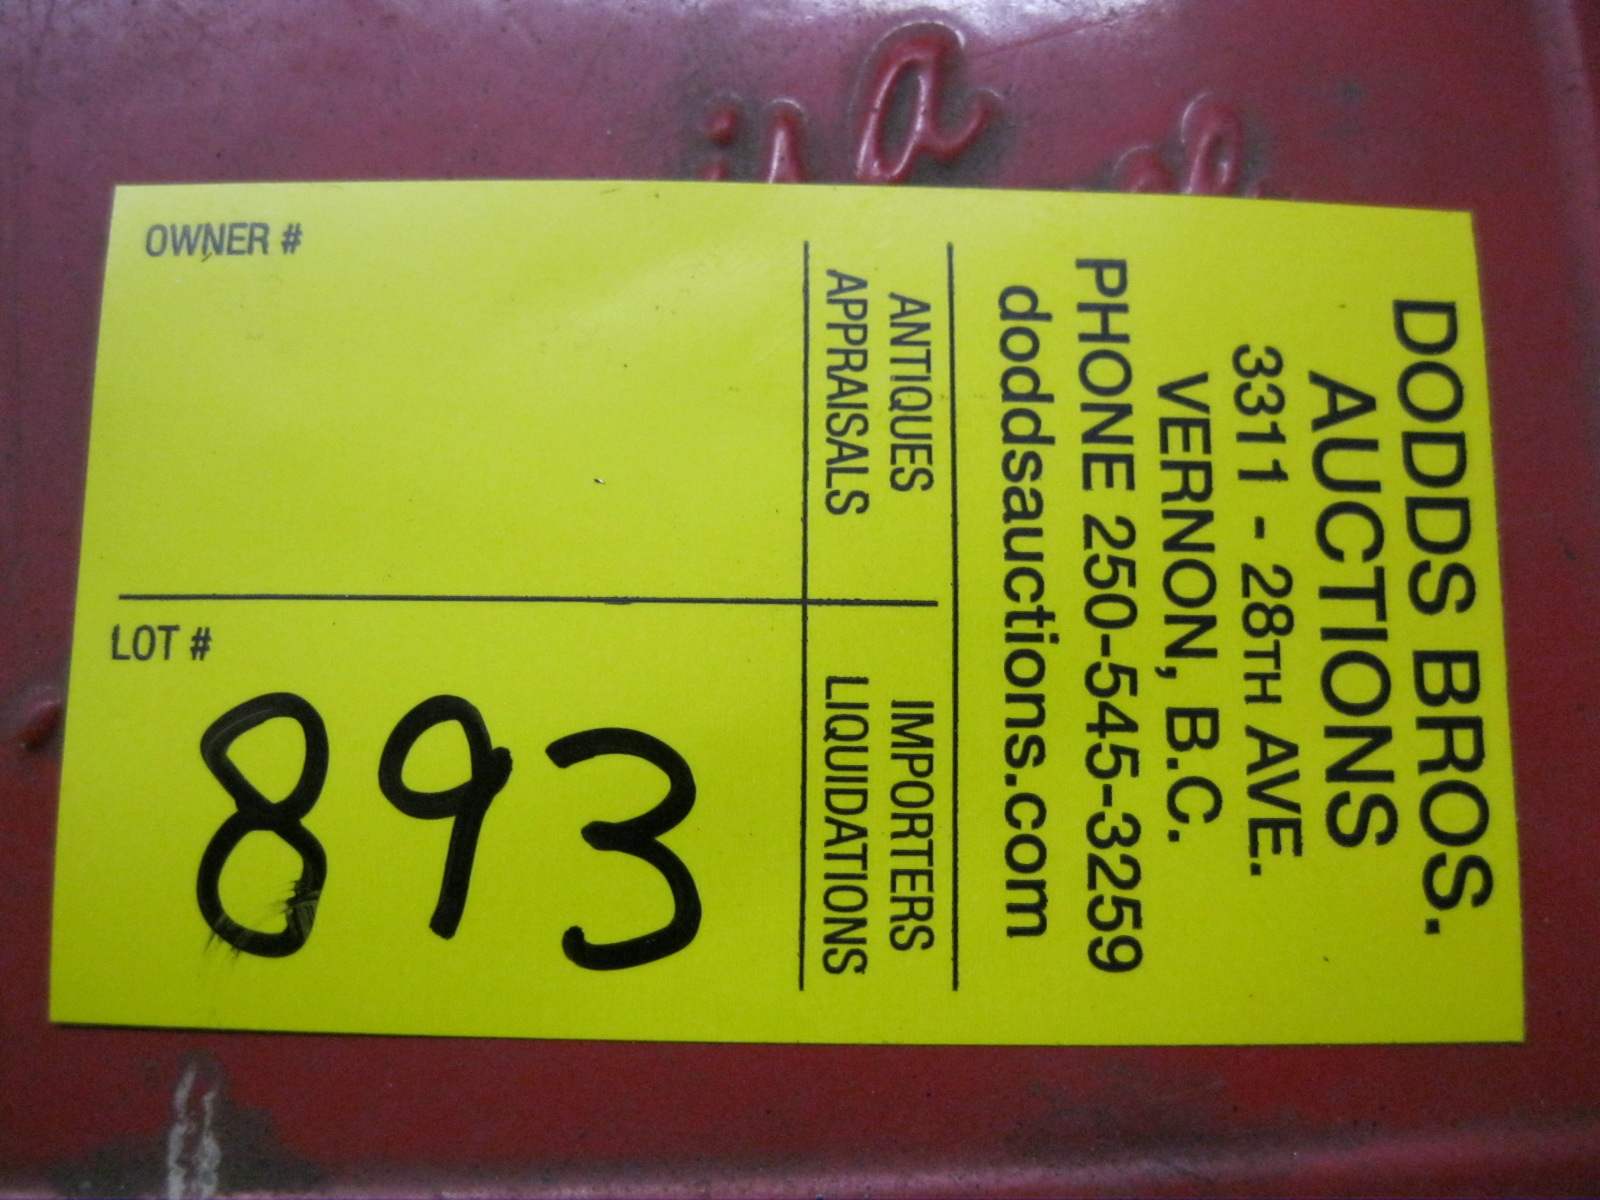 DODDS BROS.
AUCTIONS
3311 - 28TH AVE.
VERNON, B.C.
PHONE 250-545-3259
doddsauctions.com
ANTIQUES
APPRAISALS
IMPORTERS
LIQUIDATIONS
OWNER #
LOT #
893